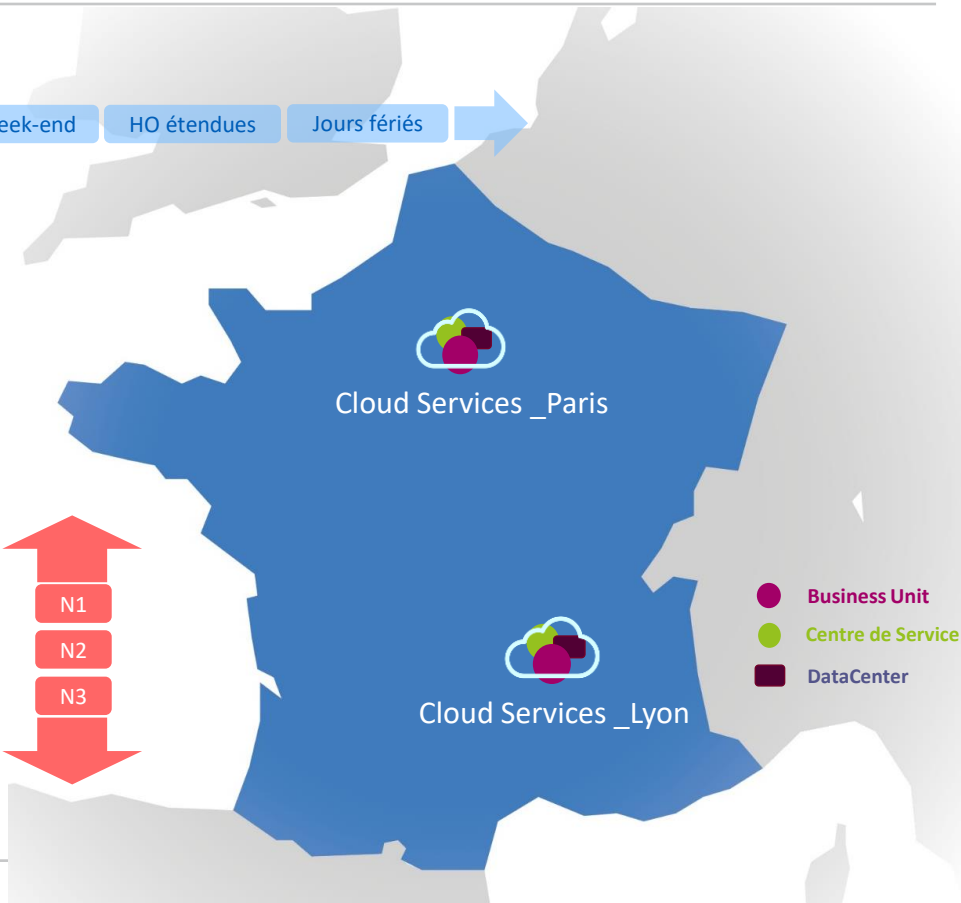 eek-end
HO étendues
Jours fériés
Cloud Services _Paris
N1
N2
N3
Business Unit
Centre de Service
DataCenter
Cloud Services _Lyon